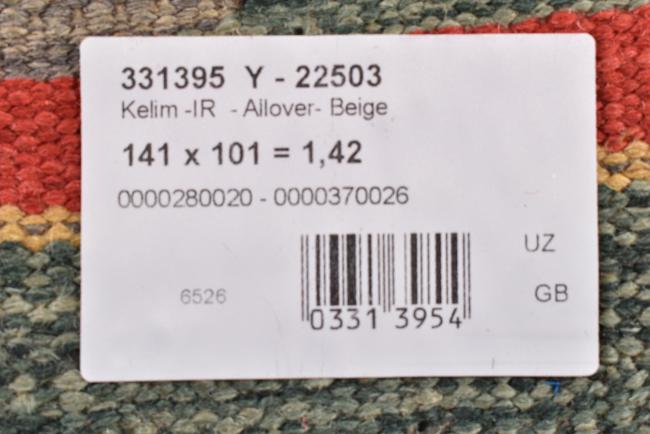 331395 Y - 22503
Kelim -IR - Allover- Beige
141 x 101 = 1,42
0000280020 - 0000370026
UZ
6526
GB
0331 3954